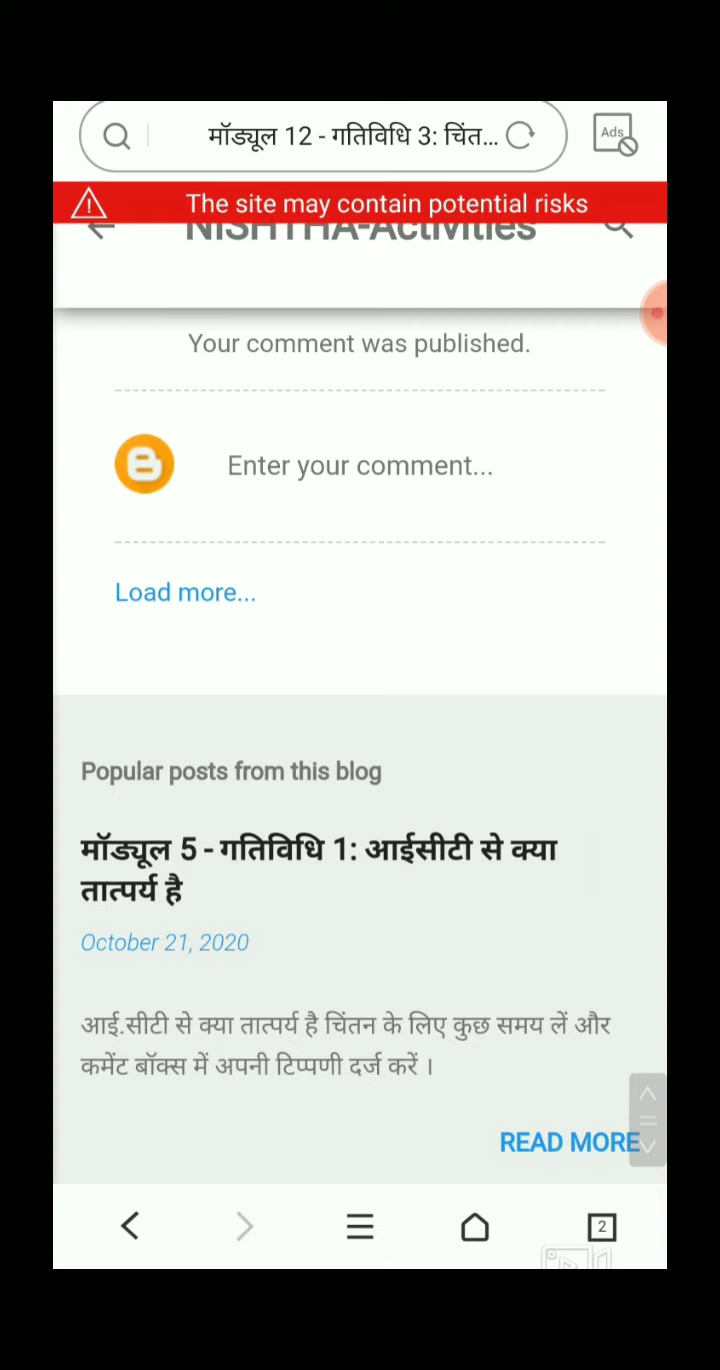 मॉड्यूल 12 - गतिविधि 3: चिंत...
Ads
The site may contain potential risks
NISHTHA-Activities
Your comment was published.
Enter your comment...
Load more...
Popular posts from this blog
मॉड्यूल 5 - गतिविधि 1: आईसीटी से क्या
तात्पर्य है
October 21, 2020
आई.सीटी से क्या तात्पर्य है चिंतन के लिए कुछ समय लें और
कमेंट बॉक्स में अपनी टिप्पणी दर्ज करें ।
READ MORE
2